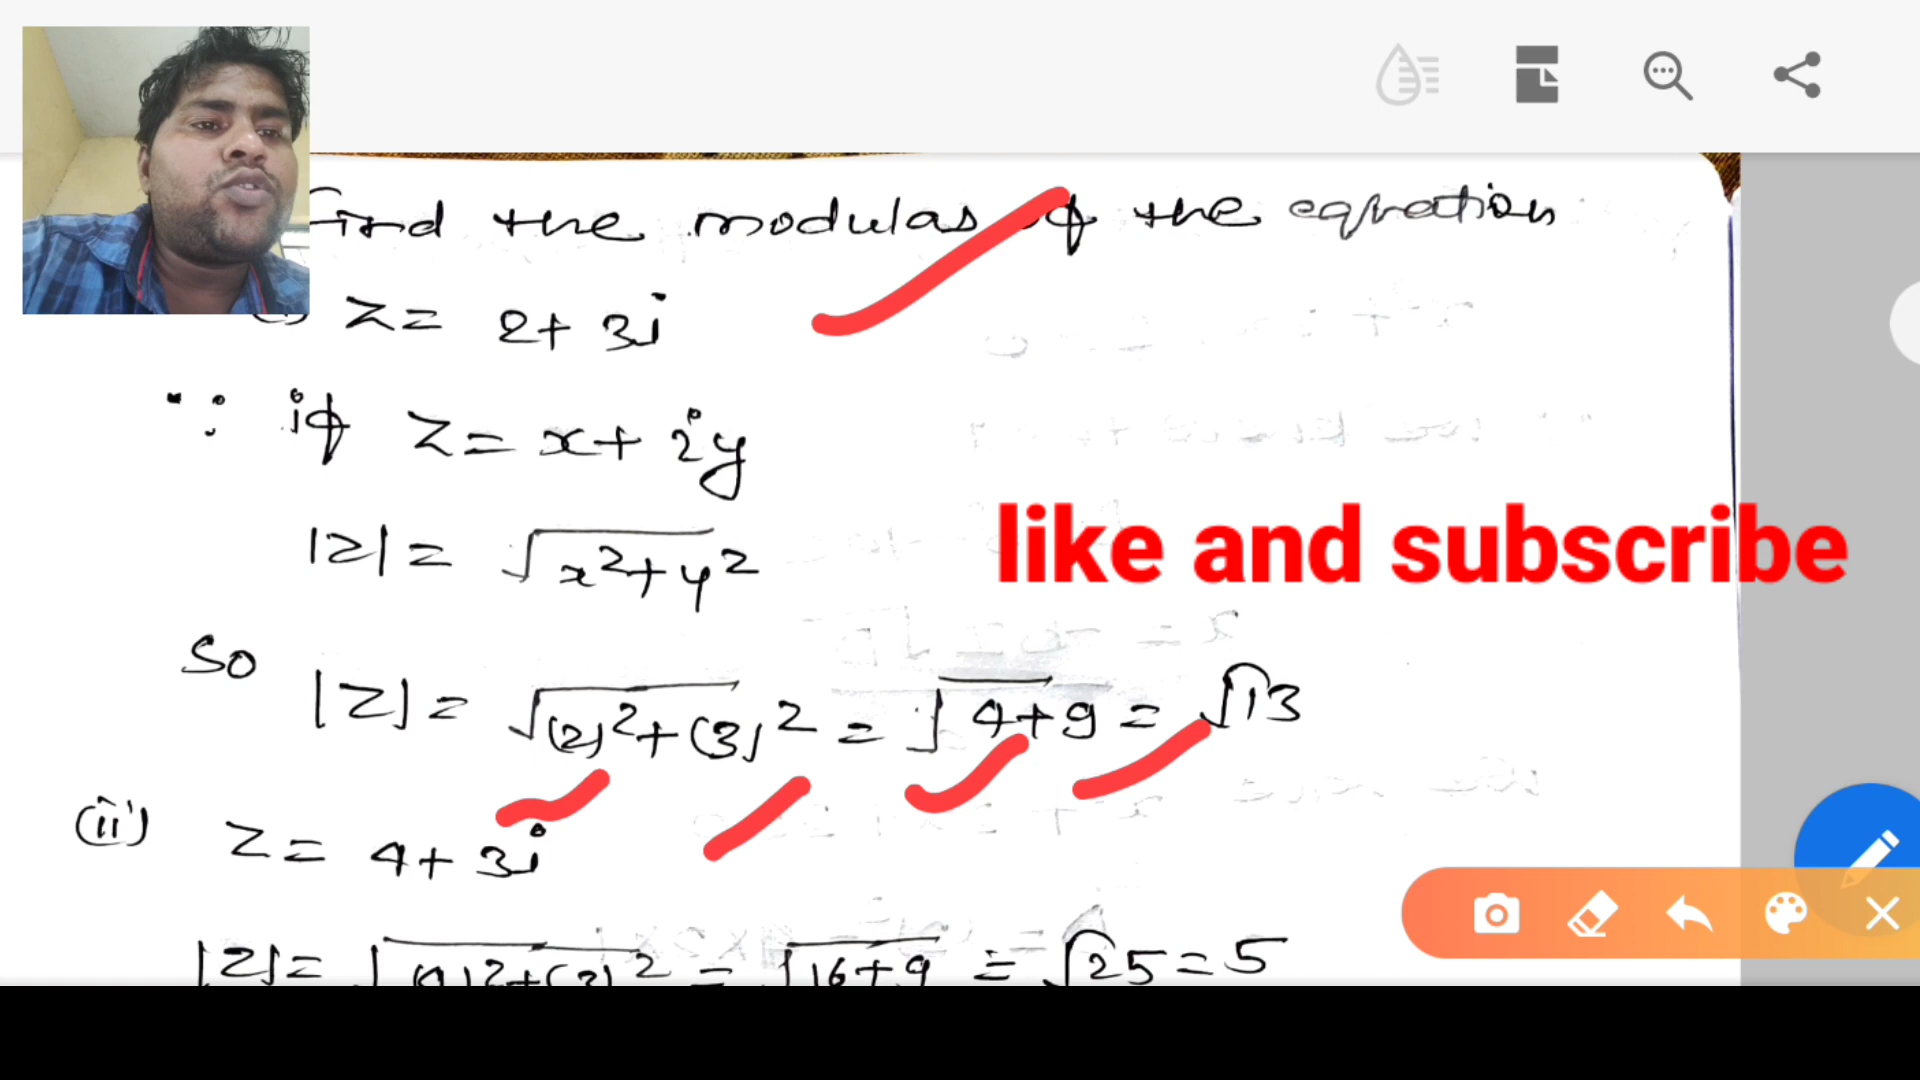 Find the modulas of the equation
(i) z = 2 + 3i
∵ if z = x + iy
|z| = √x²+y²
like and subscribe
So |z| = √(2)²+(3)² = √4+9 = √13
(ii) z = 4 + 3i
|z| = √(4)²+(3)² = √16+9 = √25 = 5